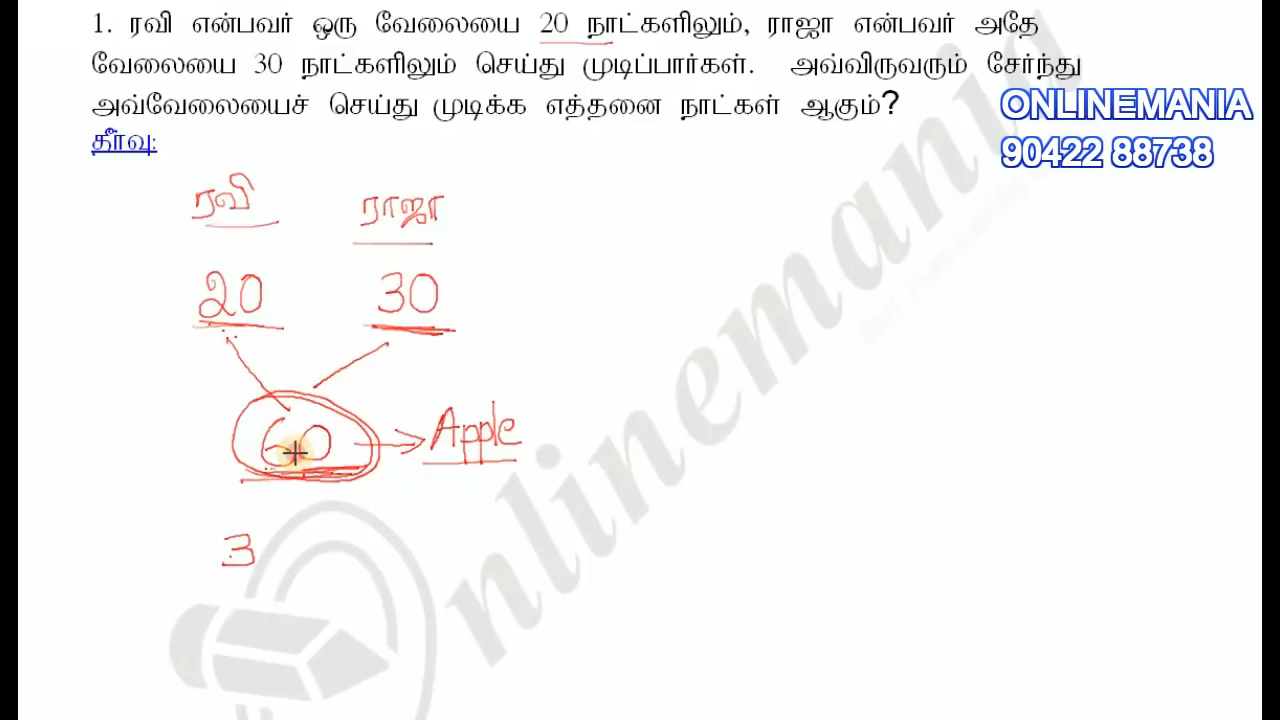 1. ரவி என்பவர் ஒரு வேலையை 20 நாட்களிலும், ராஜா என்பவர் அதே
வேலையை 30 நாட்களிலும் செய்து முடிப்பார்கள். அவ்விருவரும் சேர்ந்து
அவ்வேலையைச் செய்து முடிக்க எத்தனை நாட்கள் ஆகும்?
ONLINEMANIA
தீர்வு:
90422 88738
ரவி ராஜா
20 30
60 Apple
3
nlinemania